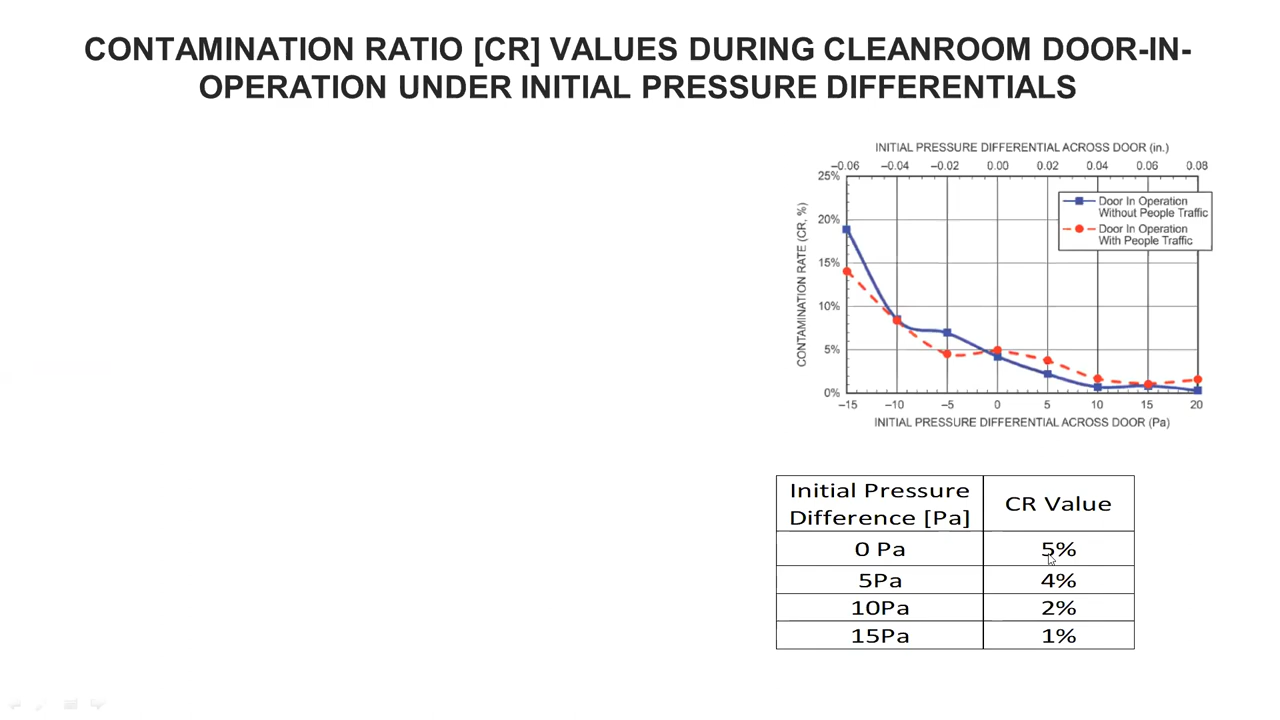 CONTAMINATION RATIO [CR] VALUES DURING CLEANROOM DOOR-IN-
OPERATION UNDER INITIAL PRESSURE DIFFERENTIALS
INITIAL PRESSURE DIFFERENTIAL ACROSS DOOR (in.)
–0.06 –0.04 –0.02 0.00 0.02 0.04 0.06 0.08
CONTAMINATION RATE (CR, %)
25%
20%
15%
10%
5%
0%
Door In Operation
Without People Traffic
Door In Operation
With People Traffic
–15 –10 –5 0 5 10 15 20
INITIAL PRESSURE DIFFERENTIAL ACROSS DOOR (Pa)
Initial Pressure
Difference [Pa]
CR Value
0 Pa 5%
5Pa 4%
10Pa 2%
15Pa 1%